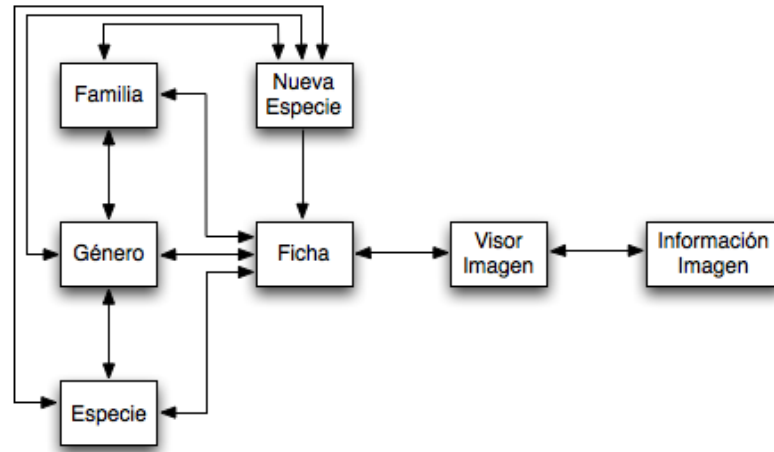 Familia
Nueva
Especie
Género
Ficha
Visor
Imagen
Información
Imagen
Especie